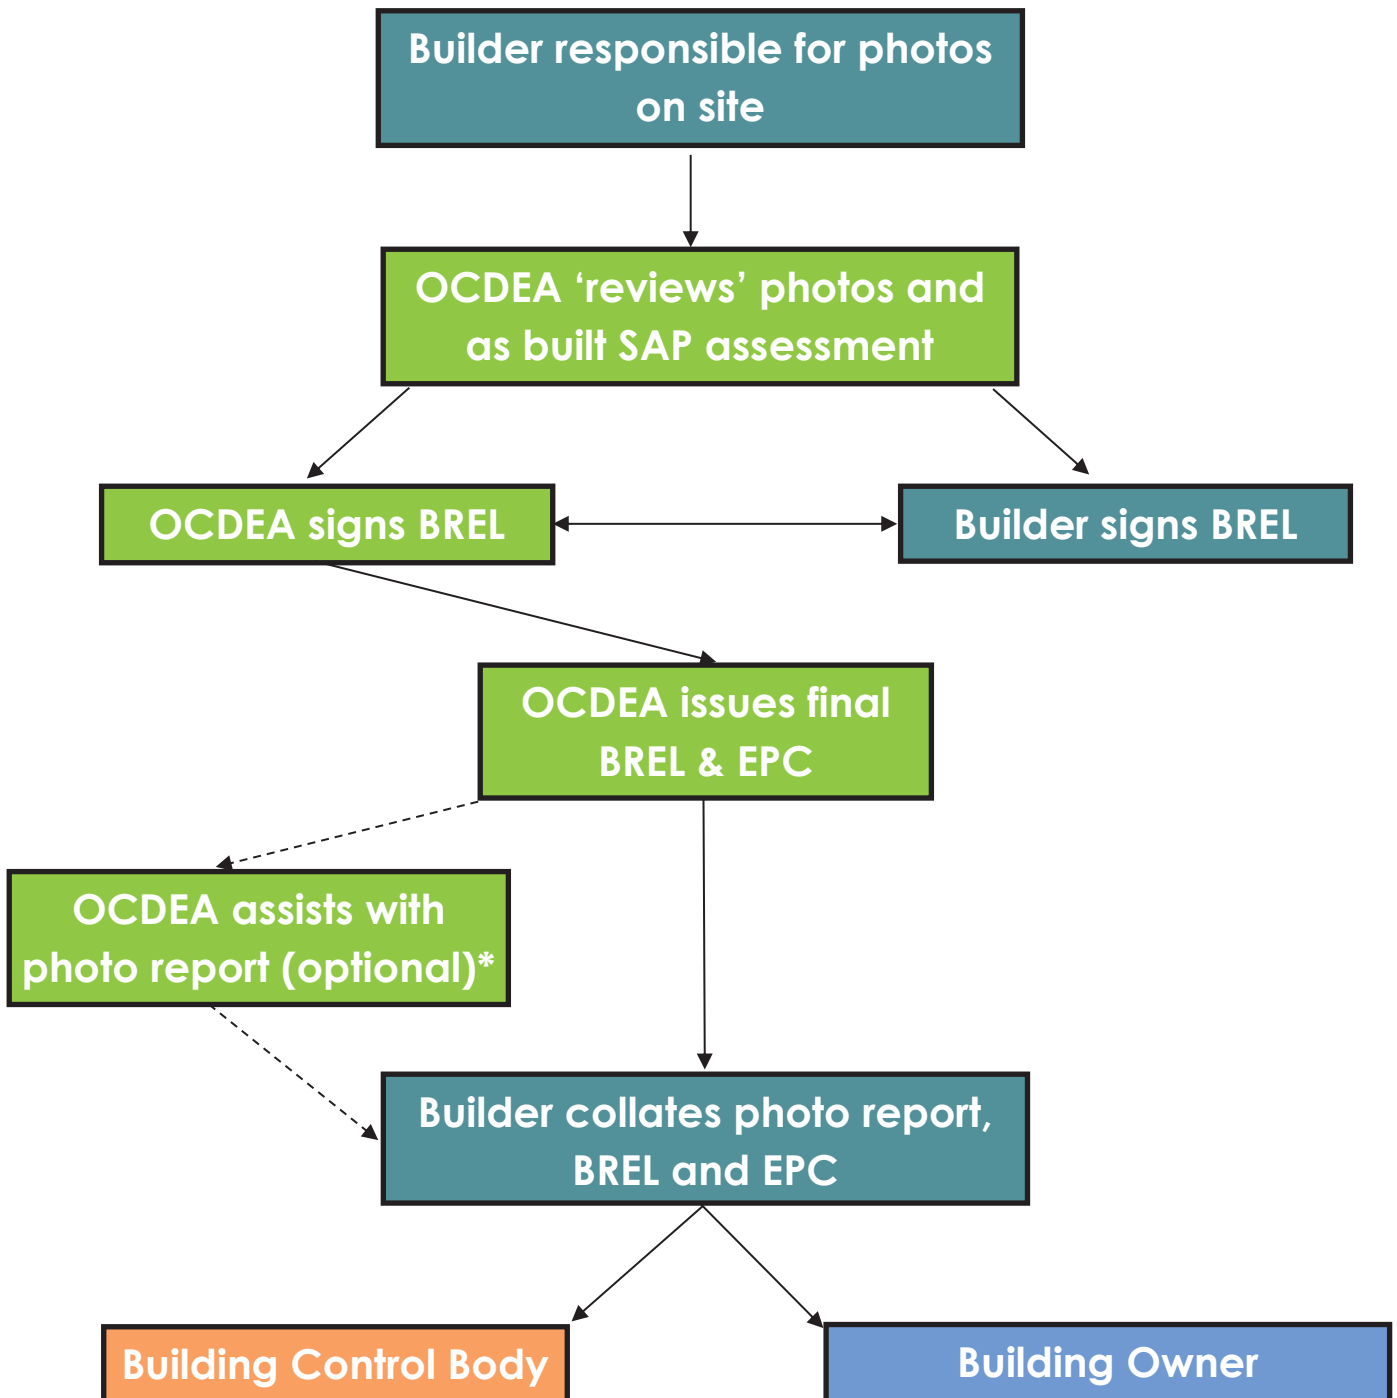 Builder responsible for photos
on site
OCDEA ‘reviews’ photos and
as built SAP assessment
OCDEA signs BREL
Builder signs BREL
OCDEA issues final
BREL & EPC
OCDEA assists with
photo report (optional)*
Builder collates photo report,
BREL and EPC
Building Control Body
Building Owner